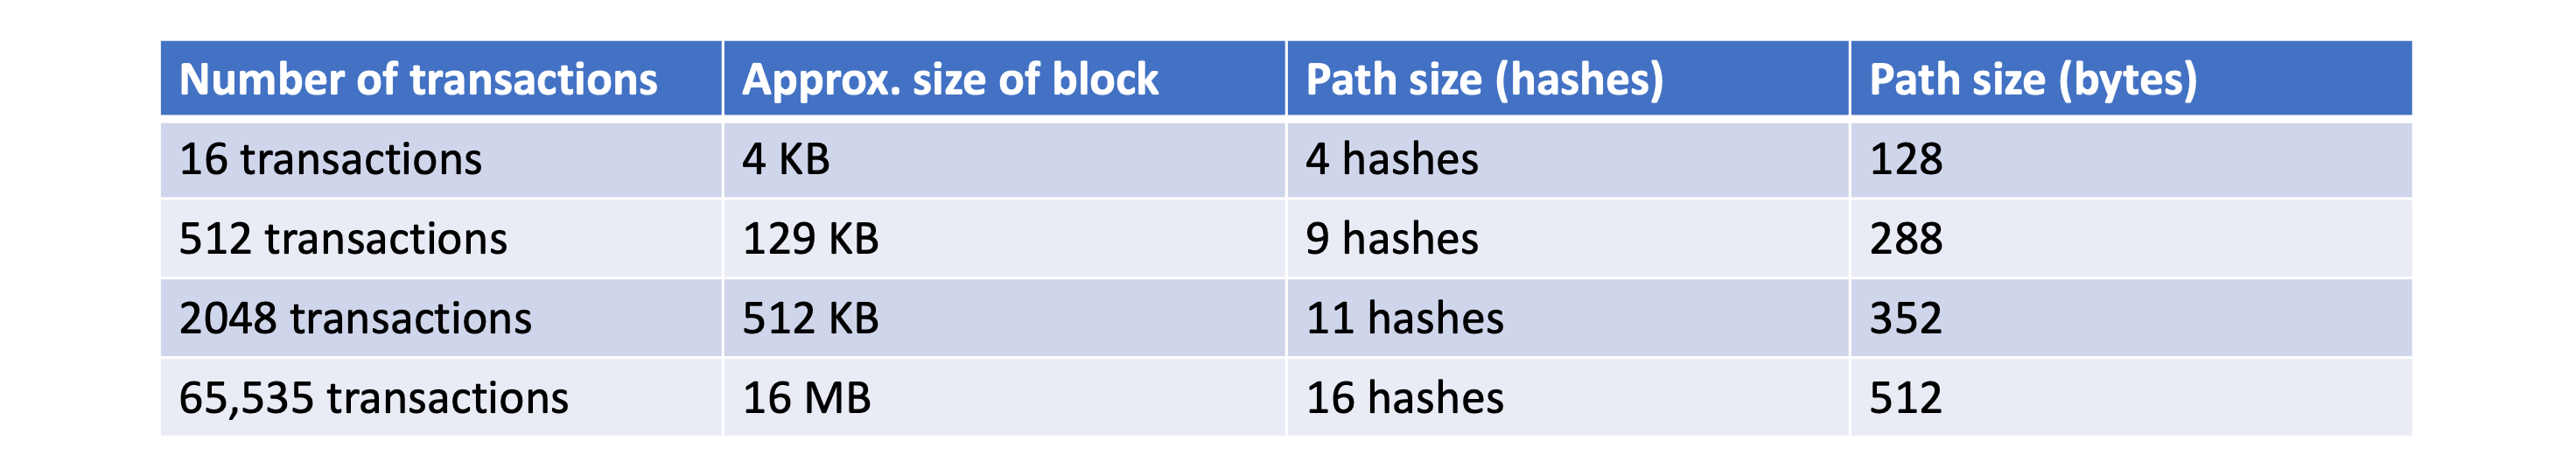 Number of transactions Approx. size of block Path size (hashes) Path size (bytes)
16 transactions 4 KB 4 hashes 128
512 transactions 129 KB 9 hashes 288
2048 transactions 512 KB 11 hashes 352
65,535 transactions 16 MB 16 hashes 512